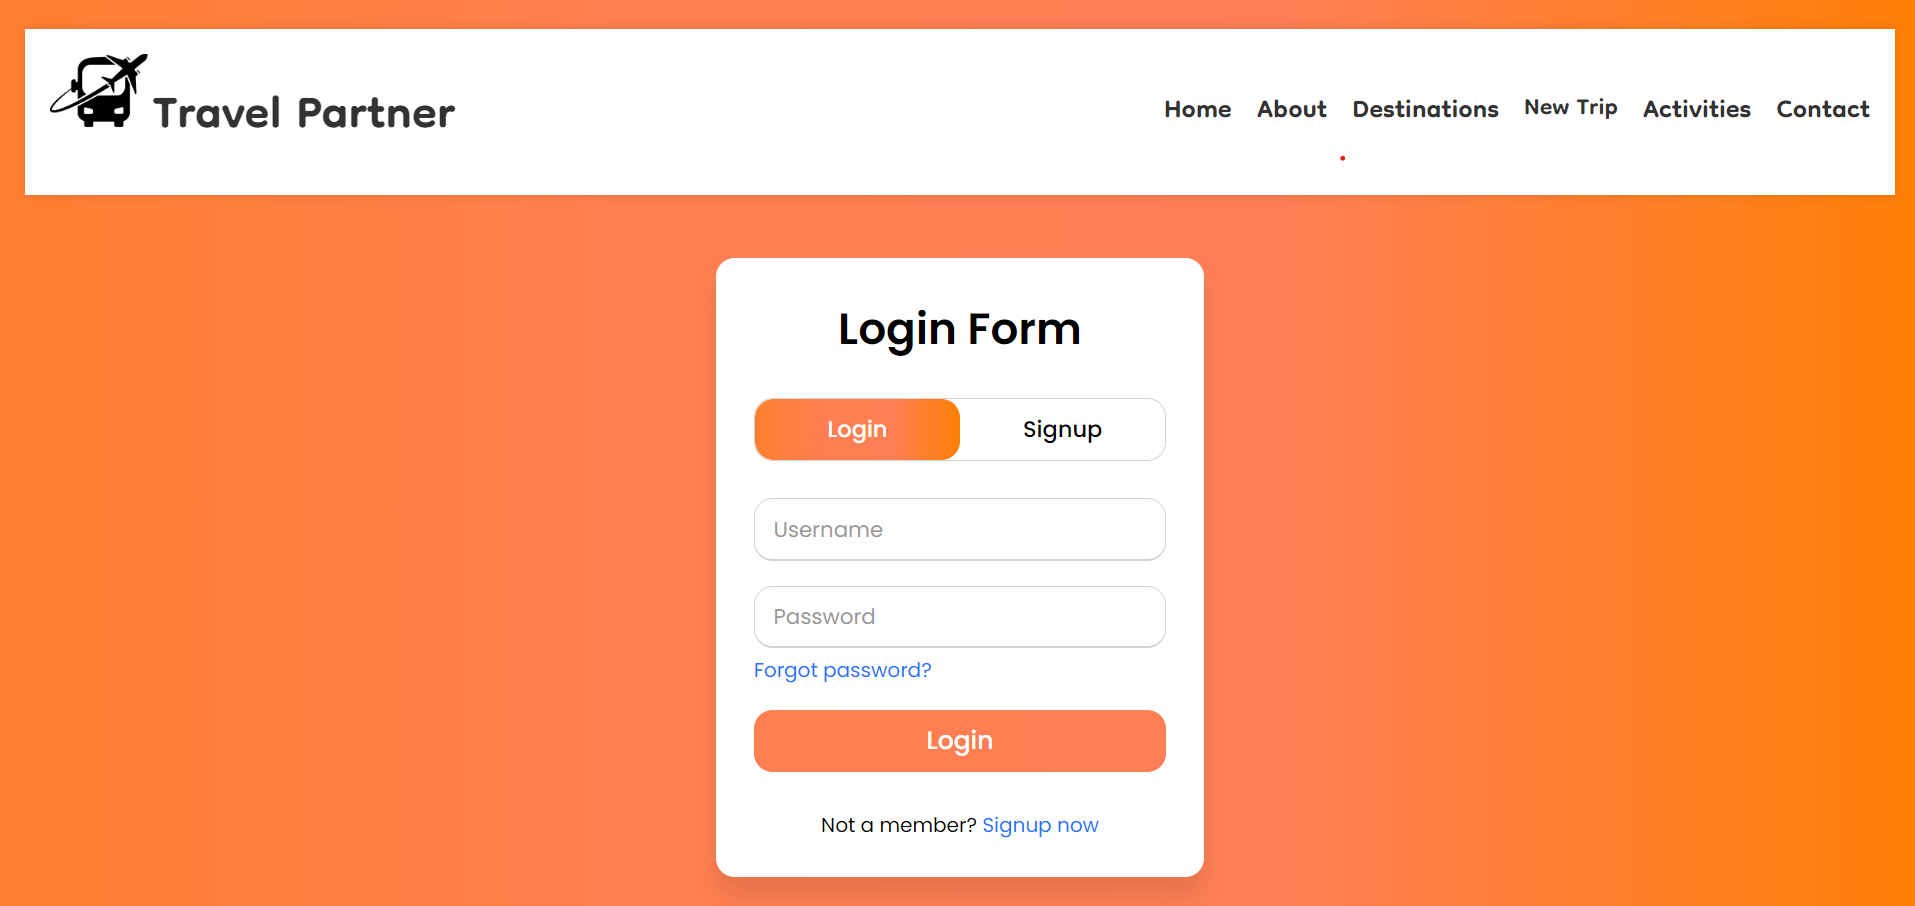 Travel Partner
Home About Destinations New Trip Activities Contact
Login Form
Login Signup
Username
Password
Forgot password?
Login
Not a member? Signup now